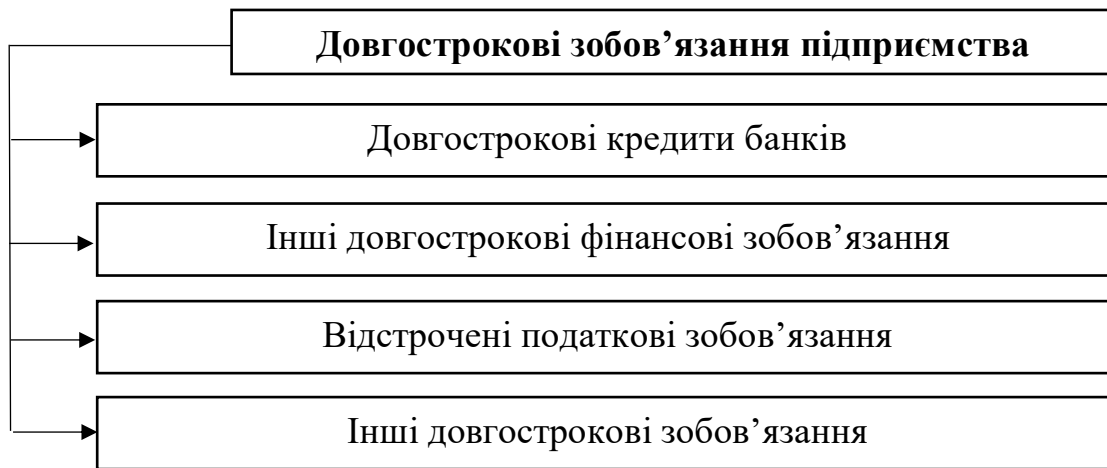 Довгострокові зобов’язання підприємства
Довгострокові кредити банків
Інші довгострокові фінансові зобов’язання
Відстрочені податкові зобов’язання
Інші довгострокові зобов’язання